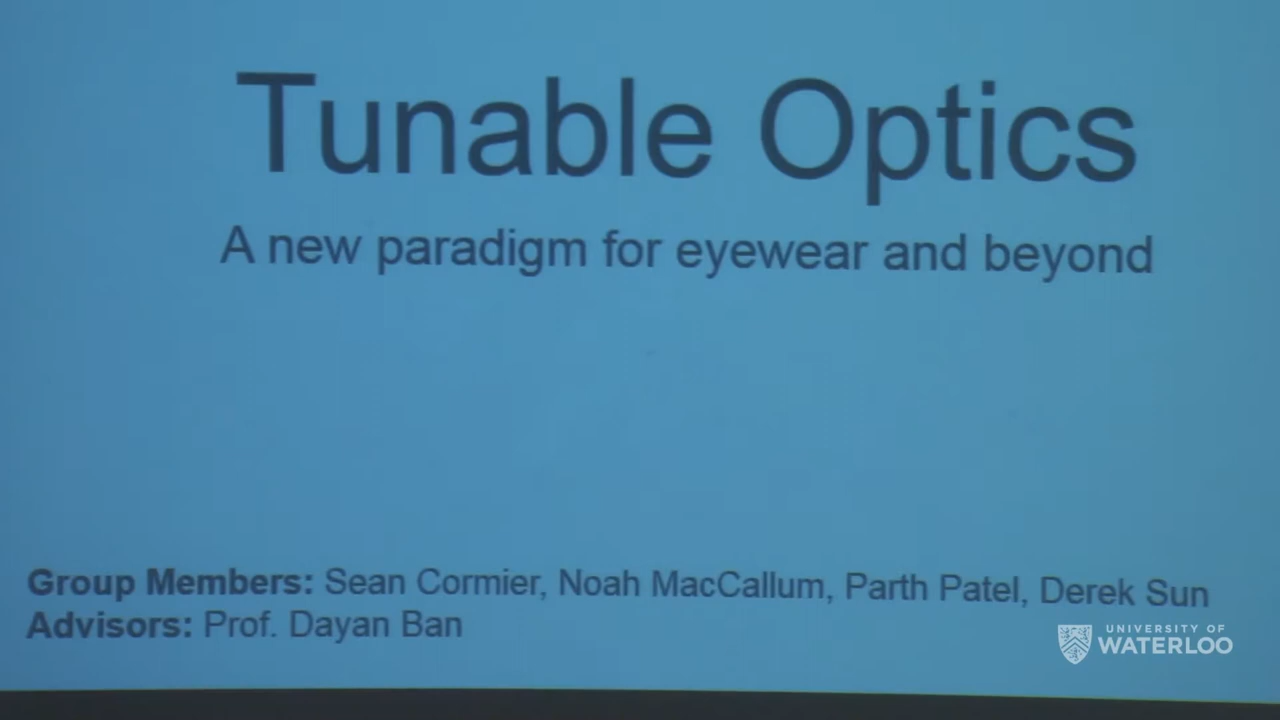 Tunable Optics
A new paradigm for eyewear and beyond
Group Members: Sean Cormier, Noah MacCallum, Parth Patel, Derek Sun
Advisors: Prof. Dayan Ban
UNIVERSITY OF
WATERLOO